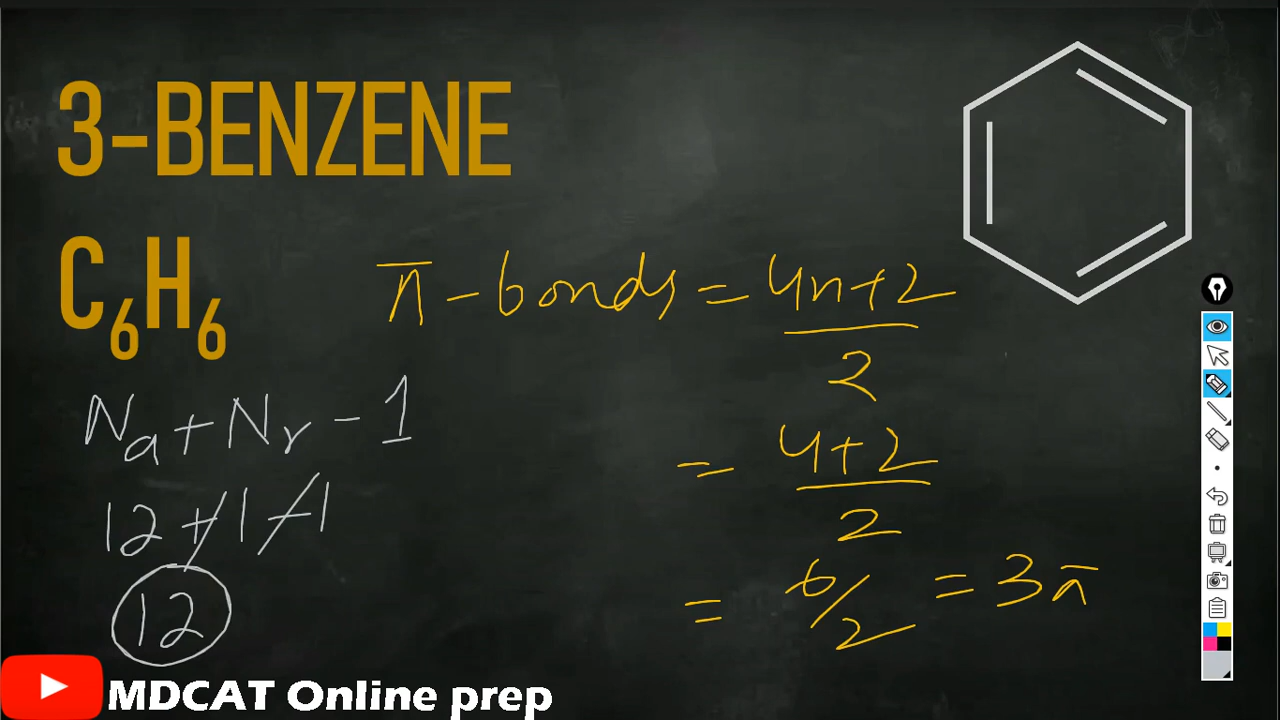 3-BENZENE
C₆H₆
π - bonds = 4n+2
2
= 4+2
2
= 6/2 = 3π
Na + Nr - 1
12 + 1 - 1
12
MDCAT Online prep